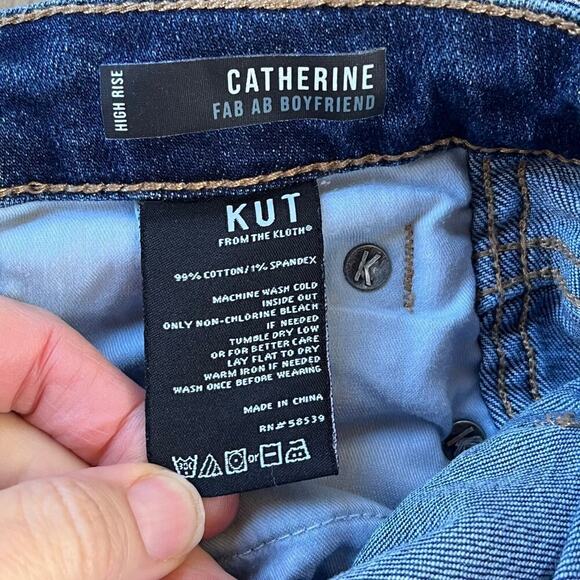 HIGH RISE
CATHERINE
FAB AB BOYFRIEND
KUT
FROM THE KLOTH®
99% COTTON/1% SPANDEX
MACHINE WASH COLD
INSIDE OUT
ONLY NON-CHLORINE BLEACH
IF NEEDED
TUMBLE DRY LOW
OR FOR BETTER CARE
LAY FLAT TO DRY
WARM IRON IF NEEDED
WASH ONCE BEFORE WEARING
MADE IN CHINA
RN#58539
or
K